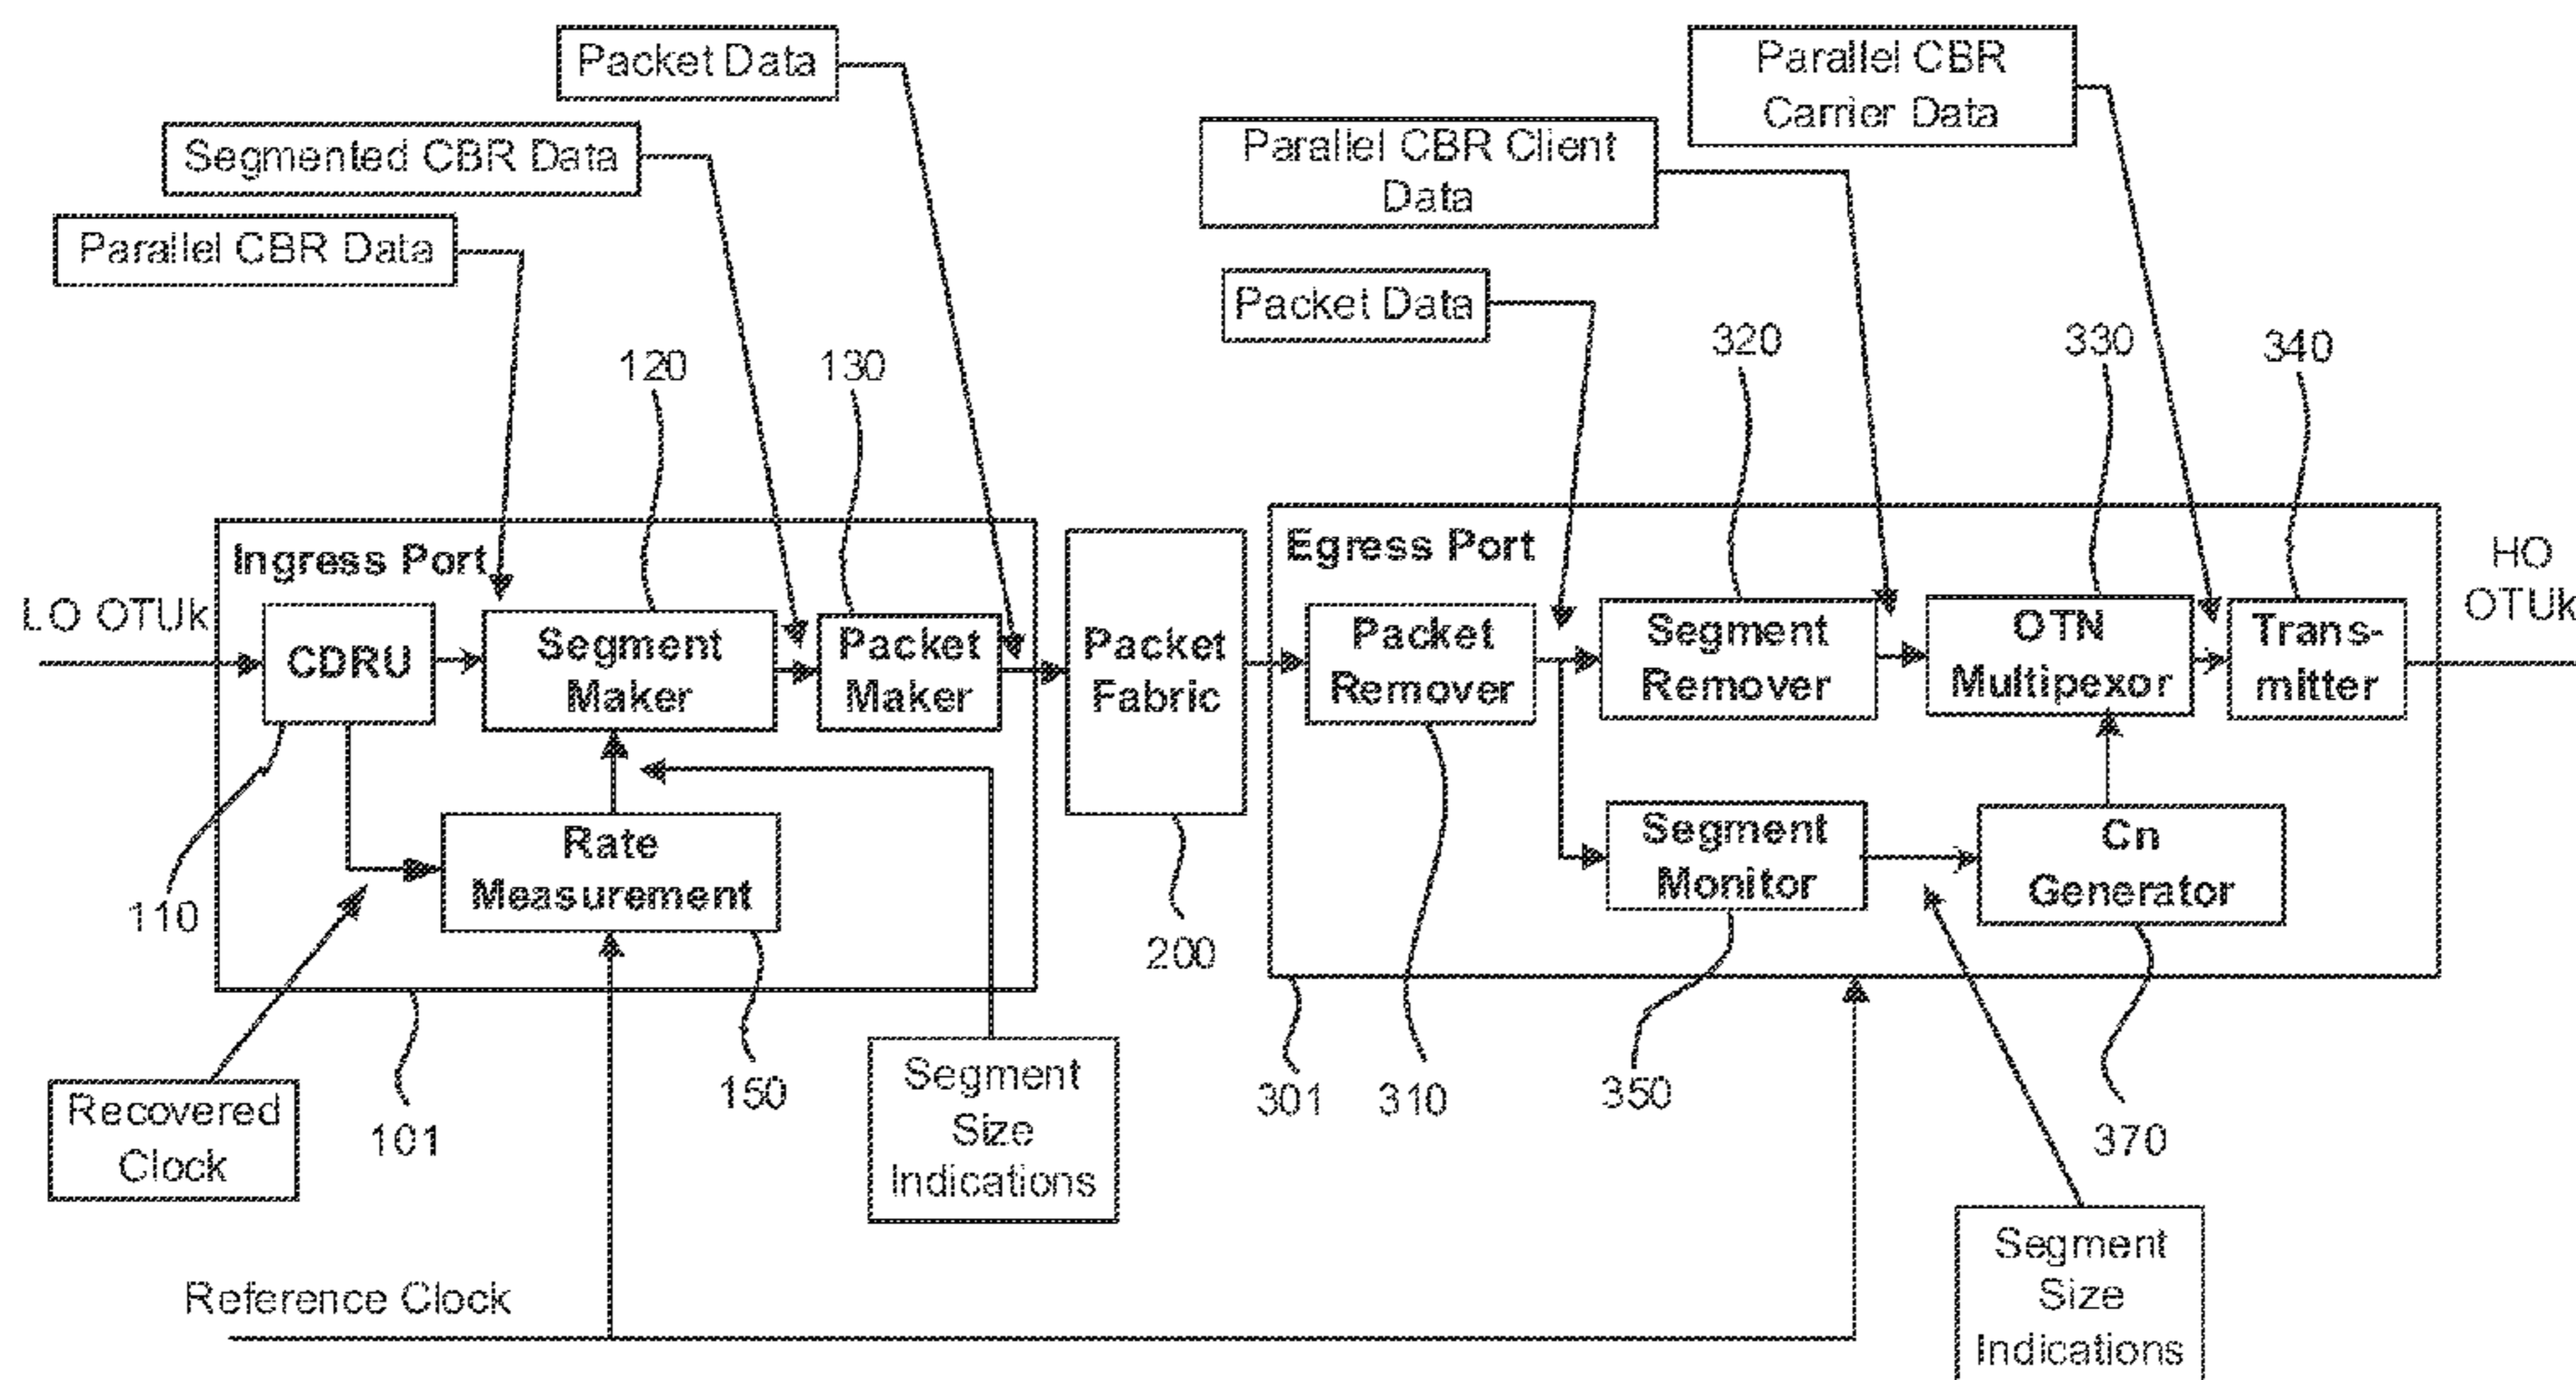 Packet Data
Parallel CBR
Carrier Data
Segmented CBR Data
Parallel CBR Client
Data
Parallel CBR Data
Packet Data
120
130
320
330
340
Ingress Port
Egress Port
HO
OTUk
LO OTUk
CDRU
Segment
Maker
Packet
Maker
Packet
Fabric
Packet
Remover
Segment
Remover
OTN
Multipexor
Trans-
mitter
Rate
Measurement
Segment
Monitor
Cn
Generator
110
200
Recovered
Clock
101
150
Segment
Size
Indications
301
310
350
370
Reference Clock
Segment
Size
Indications